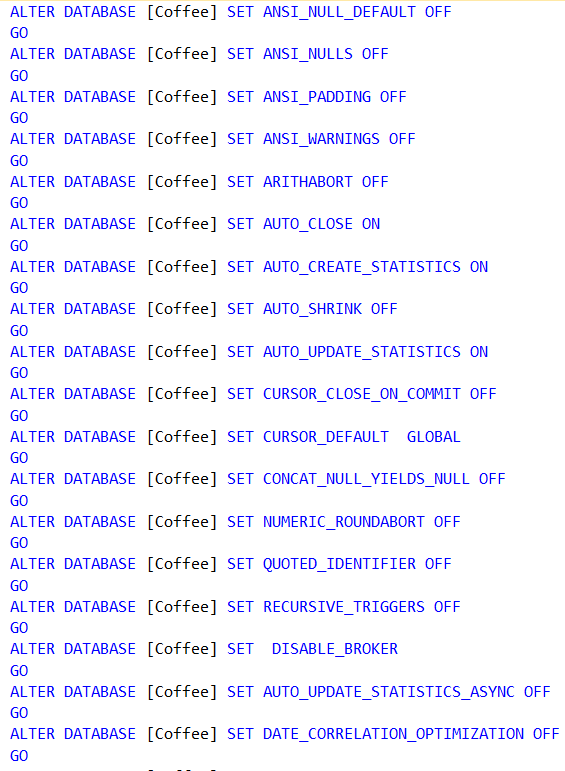 ALTER DATABASE [Coffee] SET ANSI_NULL_DEFAULT OFF
GO
ALTER DATABASE [Coffee] SET ANSI_NULLS OFF
GO
ALTER DATABASE [Coffee] SET ANSI_PADDING OFF
GO
ALTER DATABASE [Coffee] SET ANSI_WARNINGS OFF
GO
ALTER DATABASE [Coffee] SET ARITHABORT OFF
GO
ALTER DATABASE [Coffee] SET AUTO_CLOSE ON
GO
ALTER DATABASE [Coffee] SET AUTO_CREATE_STATISTICS ON
GO
ALTER DATABASE [Coffee] SET AUTO_SHRINK OFF
GO
ALTER DATABASE [Coffee] SET AUTO_UPDATE_STATISTICS ON
GO
ALTER DATABASE [Coffee] SET CURSOR_CLOSE_ON_COMMIT OFF
GO
ALTER DATABASE [Coffee] SET CURSOR_DEFAULT  GLOBAL
GO
ALTER DATABASE [Coffee] SET CONCAT_NULL_YIELDS_NULL OFF
GO
ALTER DATABASE [Coffee] SET NUMERIC_ROUNDABORT OFF
GO
ALTER DATABASE [Coffee] SET QUOTED_IDENTIFIER OFF
GO
ALTER DATABASE [Coffee] SET RECURSIVE_TRIGGERS OFF
GO
ALTER DATABASE [Coffee] SET  DISABLE_BROKER
GO
ALTER DATABASE [Coffee] SET AUTO_UPDATE_STATISTICS_ASYNC OFF
GO
ALTER DATABASE [Coffee] SET DATE_CORRELATION_OPTIMIZATION OFF
GO